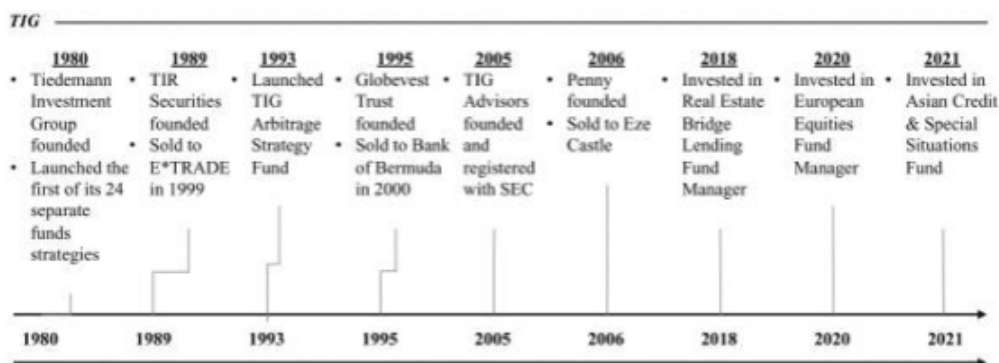 TIG
1980
• Tiedemann
Investment
Group
founded
• Launched the
first of its 24
separate
funds
strategies
1989
• TIR
Securities
founded
• Sold to
E*TRADE
in 1999
1993
• Launched
TIG
Arbitrage
Strategy
Fund
1995
• Globevest
Trust
founded
• Sold to Bank
of Bermuda
in 2000
2005
• TIG
Advisors
founded
and
registered
with SEC
2006
• Penny
founded
• Sold to Eze
Castle
2018
• Invested in
Real Estate
Bridge
Lending
Fund
Manager
2020
• Invested in
European
Equities
Fund
Manager
2021
• Invested in
Asian Credit
& Special
Situations
Fund
1980 1989 1993 1995 2005 2006 2018 2020 2021